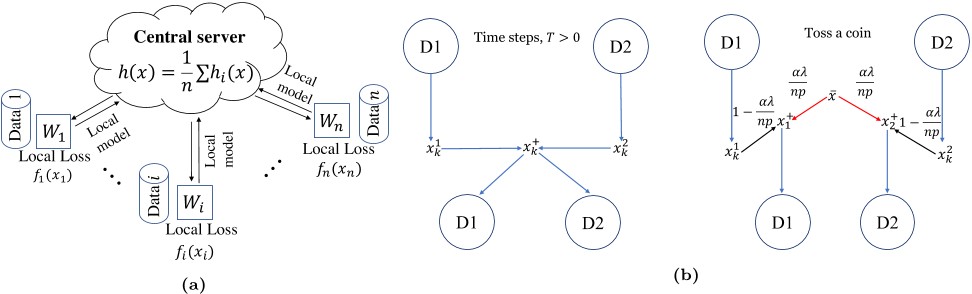 Central server
h(x) = 1/n ∑h_i(x)
Local model
Data 1
W_1
Local model
Local Loss
f_1(x_1)
...
Data i
W_i
Local model
Local Loss
f_i(x_i)
...
W_n
Data n
Local Loss
f_n(x_n)
(a)
D1
Time steps, T > 0
D2
x_k^1
x_k^+
x_k^2
D1
D2
D1
Toss a coin
D2
αλ/np
αλ/np
x̄
1 − αλ/np
x_1^+
x_2^+
1 − αλ/np
x_k^1
x_k^2
D1
D2
(b)